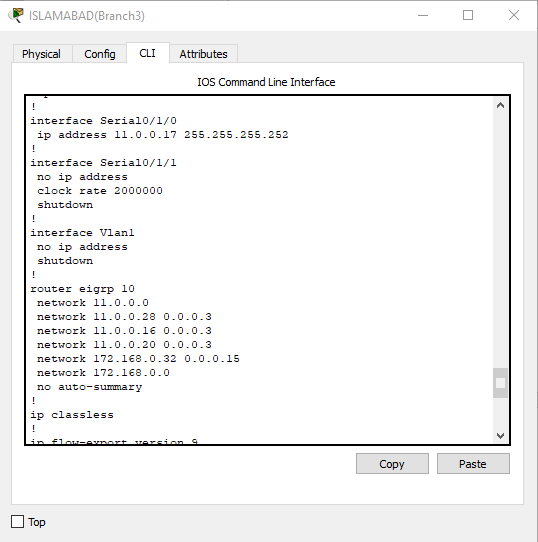 ISLAMABAD(Branch3)
Physical Config CLI Attributes
IOS Command Line Interface
!
interface Serial0/1/0
ip address 11.0.0.17 255.255.255.252
!
interface Serial0/1/1
no ip address
clock rate 2000000
shutdown
!
interface Vlan1
no ip address
shutdown
!
router eigrp 10
network 11.0.0.0
network 11.0.0.28 0.0.0.3
network 11.0.0.16 0.0.0.3
network 11.0.0.20 0.0.0.3
network 172.168.0.32 0.0.0.15
network 172.168.0.0
no auto-summary
!
ip classless
!
ip flow-export version 9
Copy Paste
Top